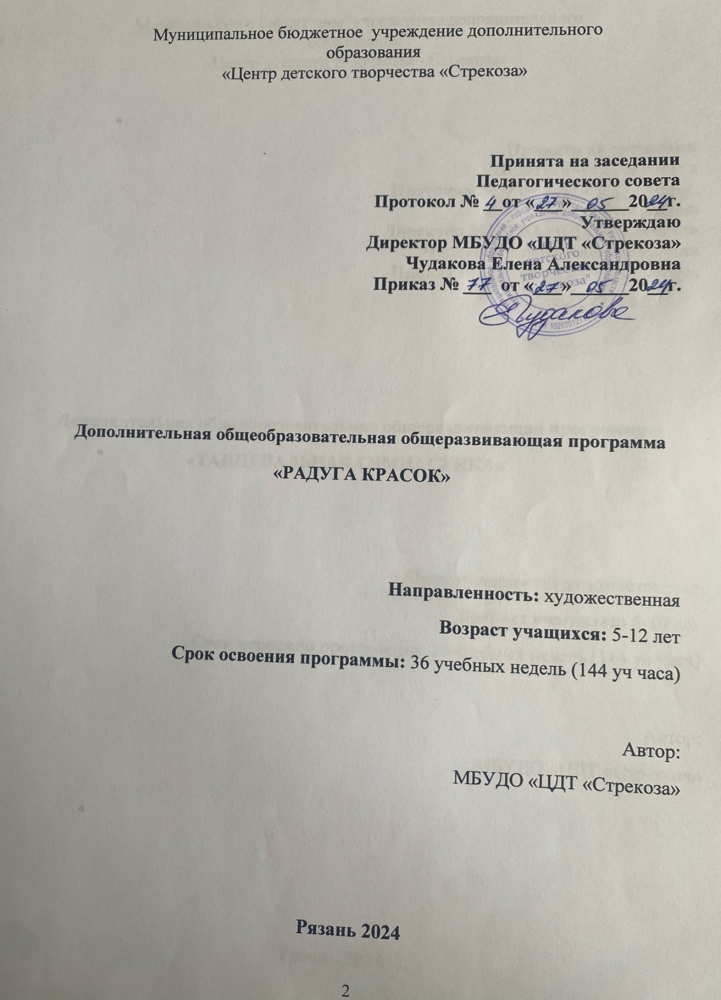 Муниципальное бюджетное учреждение дополнительного
образования
«Центр детского творчества «Стрекоза»
Принята на заседании
Педагогического совета
Протокол № 4 от «27» 05 2024г.
Утверждаю
Директор МБУДО «ЦДТ «Стрекоза»
Чудакова Елена Александровна
Приказ № 77 от «27» 05 2024г.
Чудакова
Дополнительная общеобразовательная общеразвивающая программа
«РАДУГА КРАСОК»
Направленность: художественная
Возраст учащихся: 5-12 лет
Срок освоения программы: 36 учебных недель (144 уч часа)
Автор:
МБУДО «ЦДТ «Стрекоза»
Рязань 2024
2